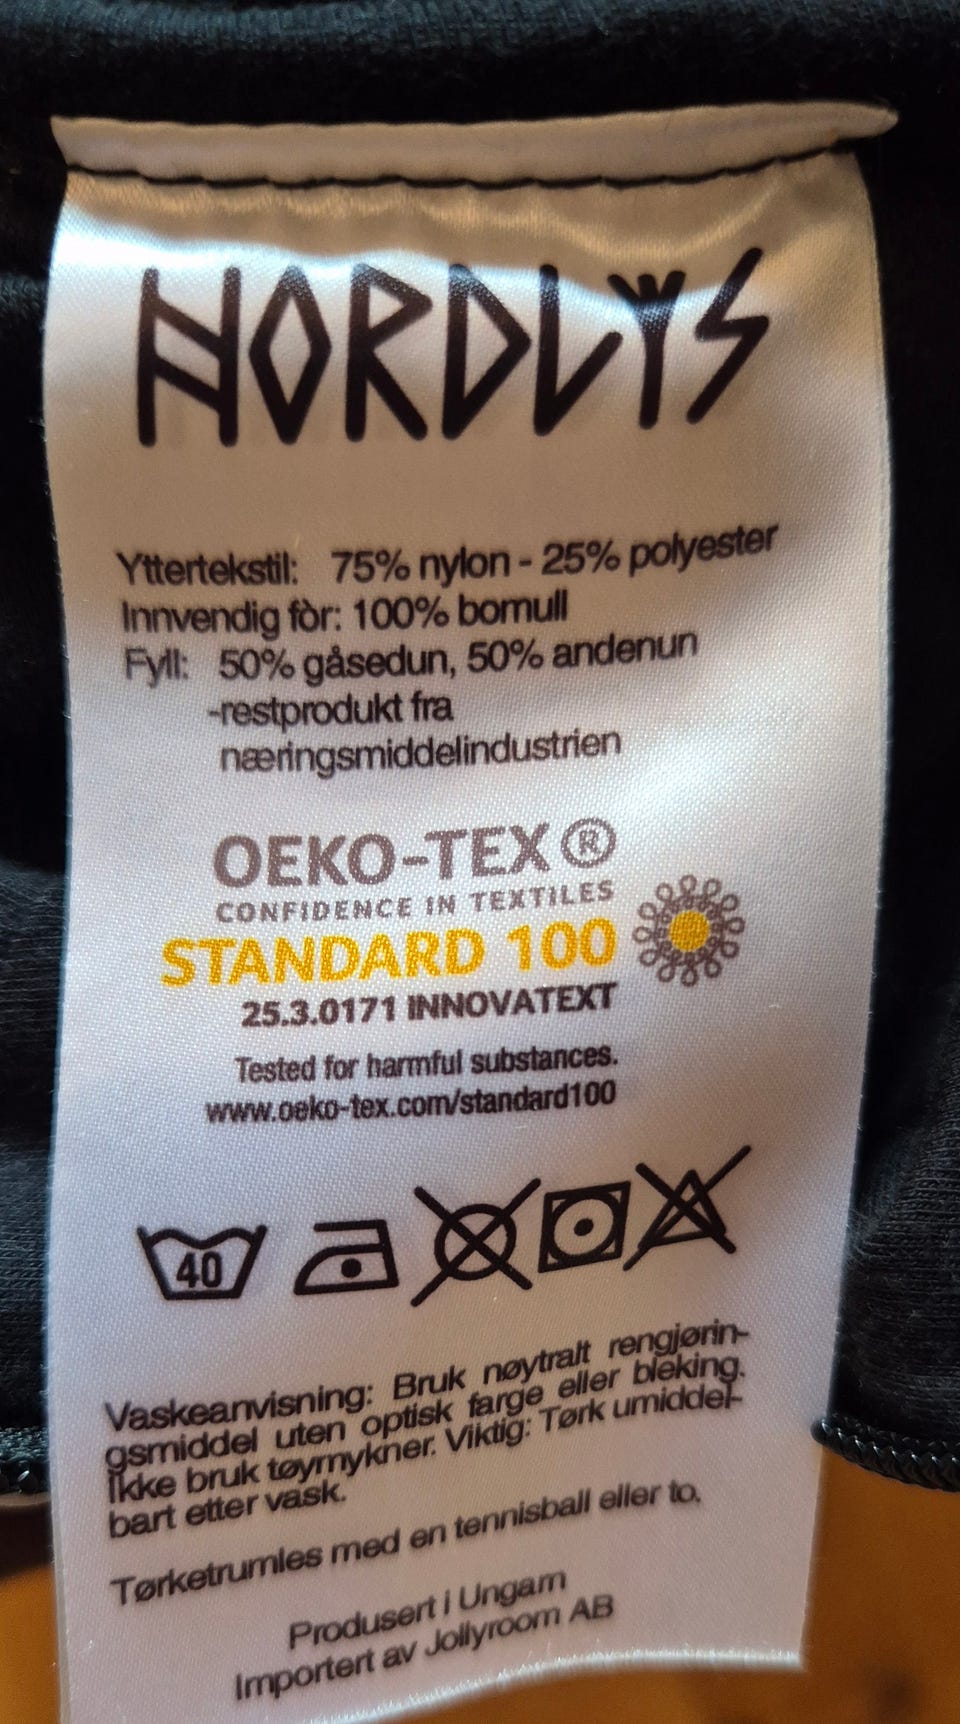 NORDLYS
Yttertekstil: 75% nylon - 25% polyester
Innvendig fòr: 100% bomull
Fyll: 50% gåsedun, 50% andenun
-restprodukt fra
næringsmiddelindustrien
OEKO-TEX®
CONFIDENCE IN TEXTILES
STANDARD 100
25.3.0171 INNOVATEXT
Tested for harmful substances.
www.oeko-tex.com/standard100
40
Vaskeanvisning: Bruk nøytralt rengjørin-
gsmiddel uten optisk farge eller bleking.
Ikke bruk tøymykner. Viktig: Tørk umiddel-
bart etter vask.
Tørketrumles med en tennisball eller to.
Produsert i Ungarn
Importert av Jollyroom AB